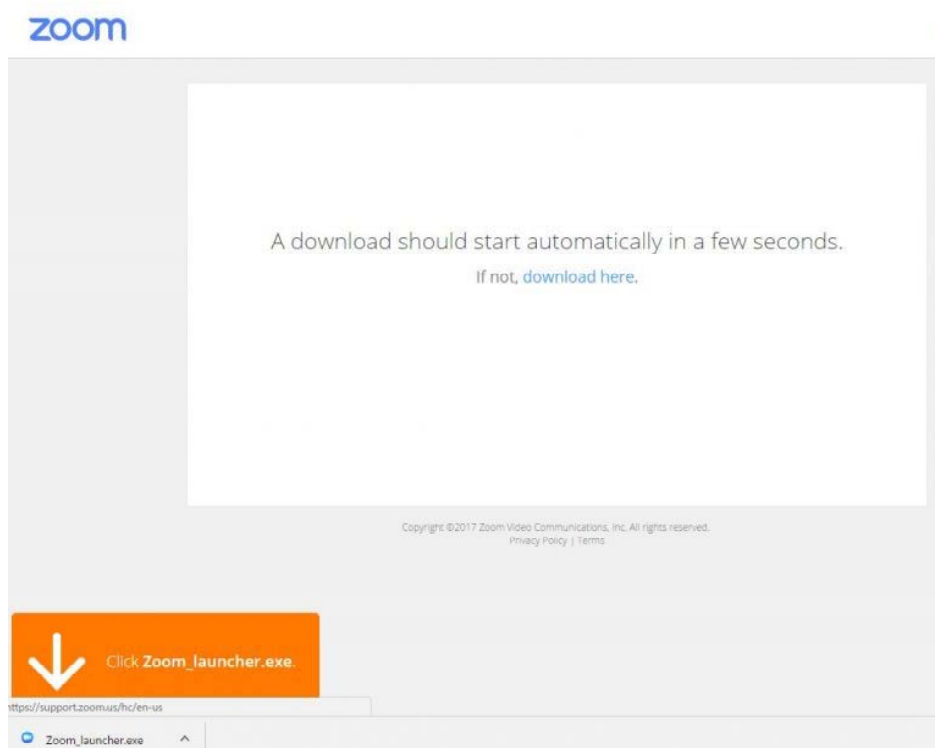 zoom
A download should start automatically in a few seconds.
If not, download here.
Copyright ©2017 Zoom Video Communications, Inc. All rights reserved.
Privacy Policy | Terms
Click Zoom_launcher.exe.
https://support.zoom.us/hc/en-us
Zoom_launcher.exe